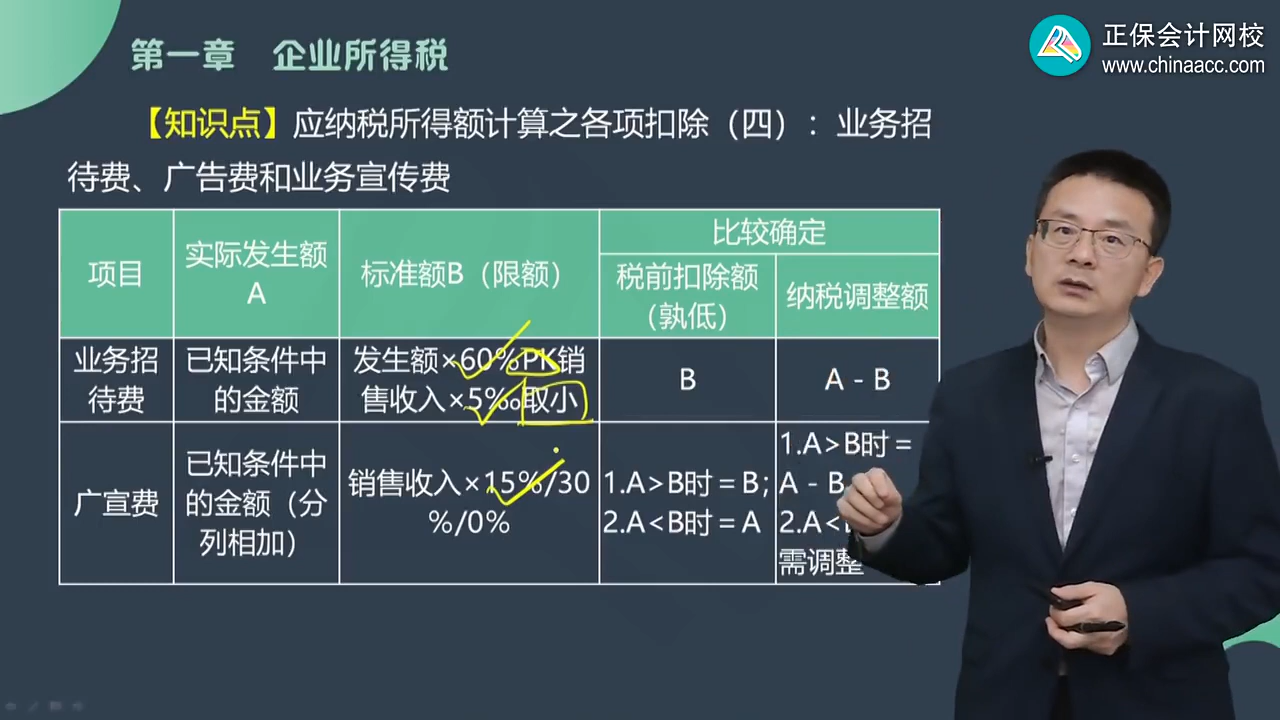 第一章 企业所得税
正保会计网校
www.chinaacc.com
【知识点】应纳税所得额计算之各项扣除（四）：业务招
待费、广告费和业务宣传费
项目
实际发生额
A
标准额B（限额）
比较确定
税前扣除额
（孰低）
纳税调整额
业务招
待费
已知条件中
的金额
发生额×60%PK销
售收入×5‰取小
B
A－B
广宣费
已知条件中
的金额（分
列相加）
销售收入×15%/30
%/0%
1.A>B时＝B；
2.A<B时＝A
1.A>B时＝
A－B
2.A<
需调整